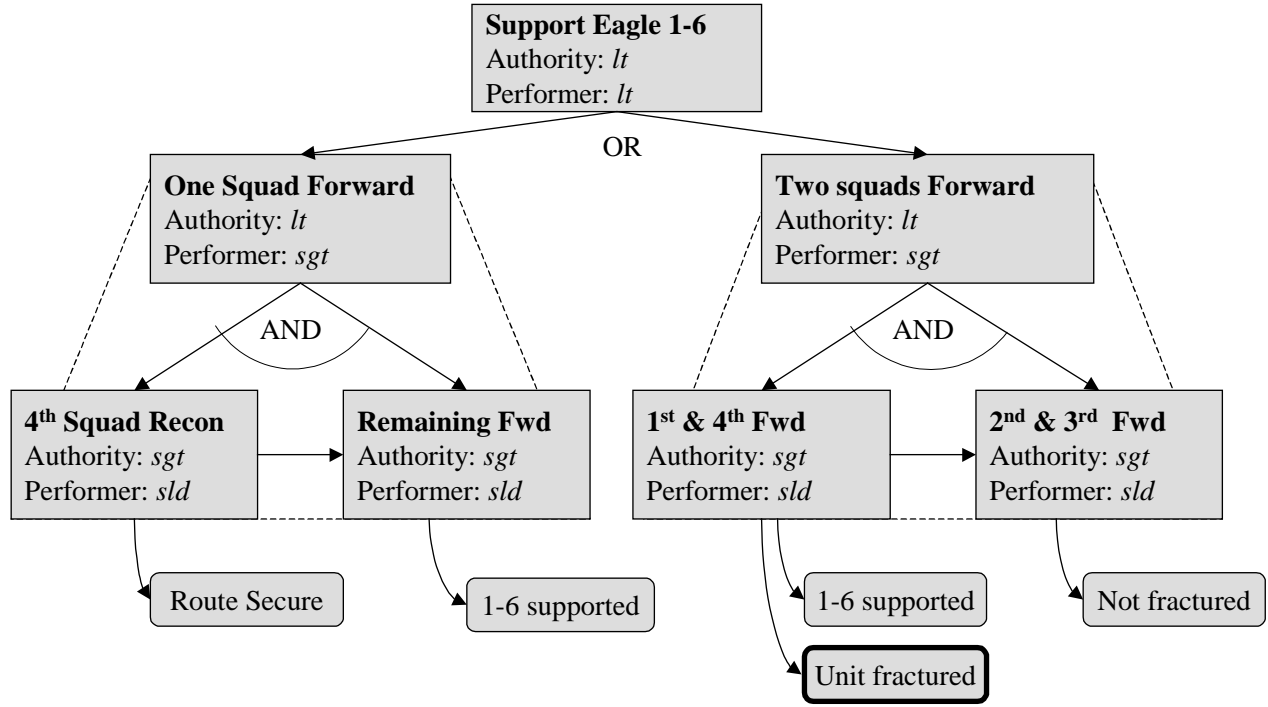 Support Eagle 1-6
Authority: lt
Performer: lt
OR
One Squad Forward
Authority: lt
Performer: sgt
Two squads Forward
Authority: lt
Performer: sgt
AND
AND
4th Squad Recon
Authority: sgt
Performer: sld
Remaining Fwd
Authority: sgt
Performer: sld
1st & 4th Fwd
Authority: sgt
Performer: sld
2nd & 3rd Fwd
Authority: sgt
Performer: sld
Route Secure
1-6 supported
1-6 supported
Not fractured
Unit fractured